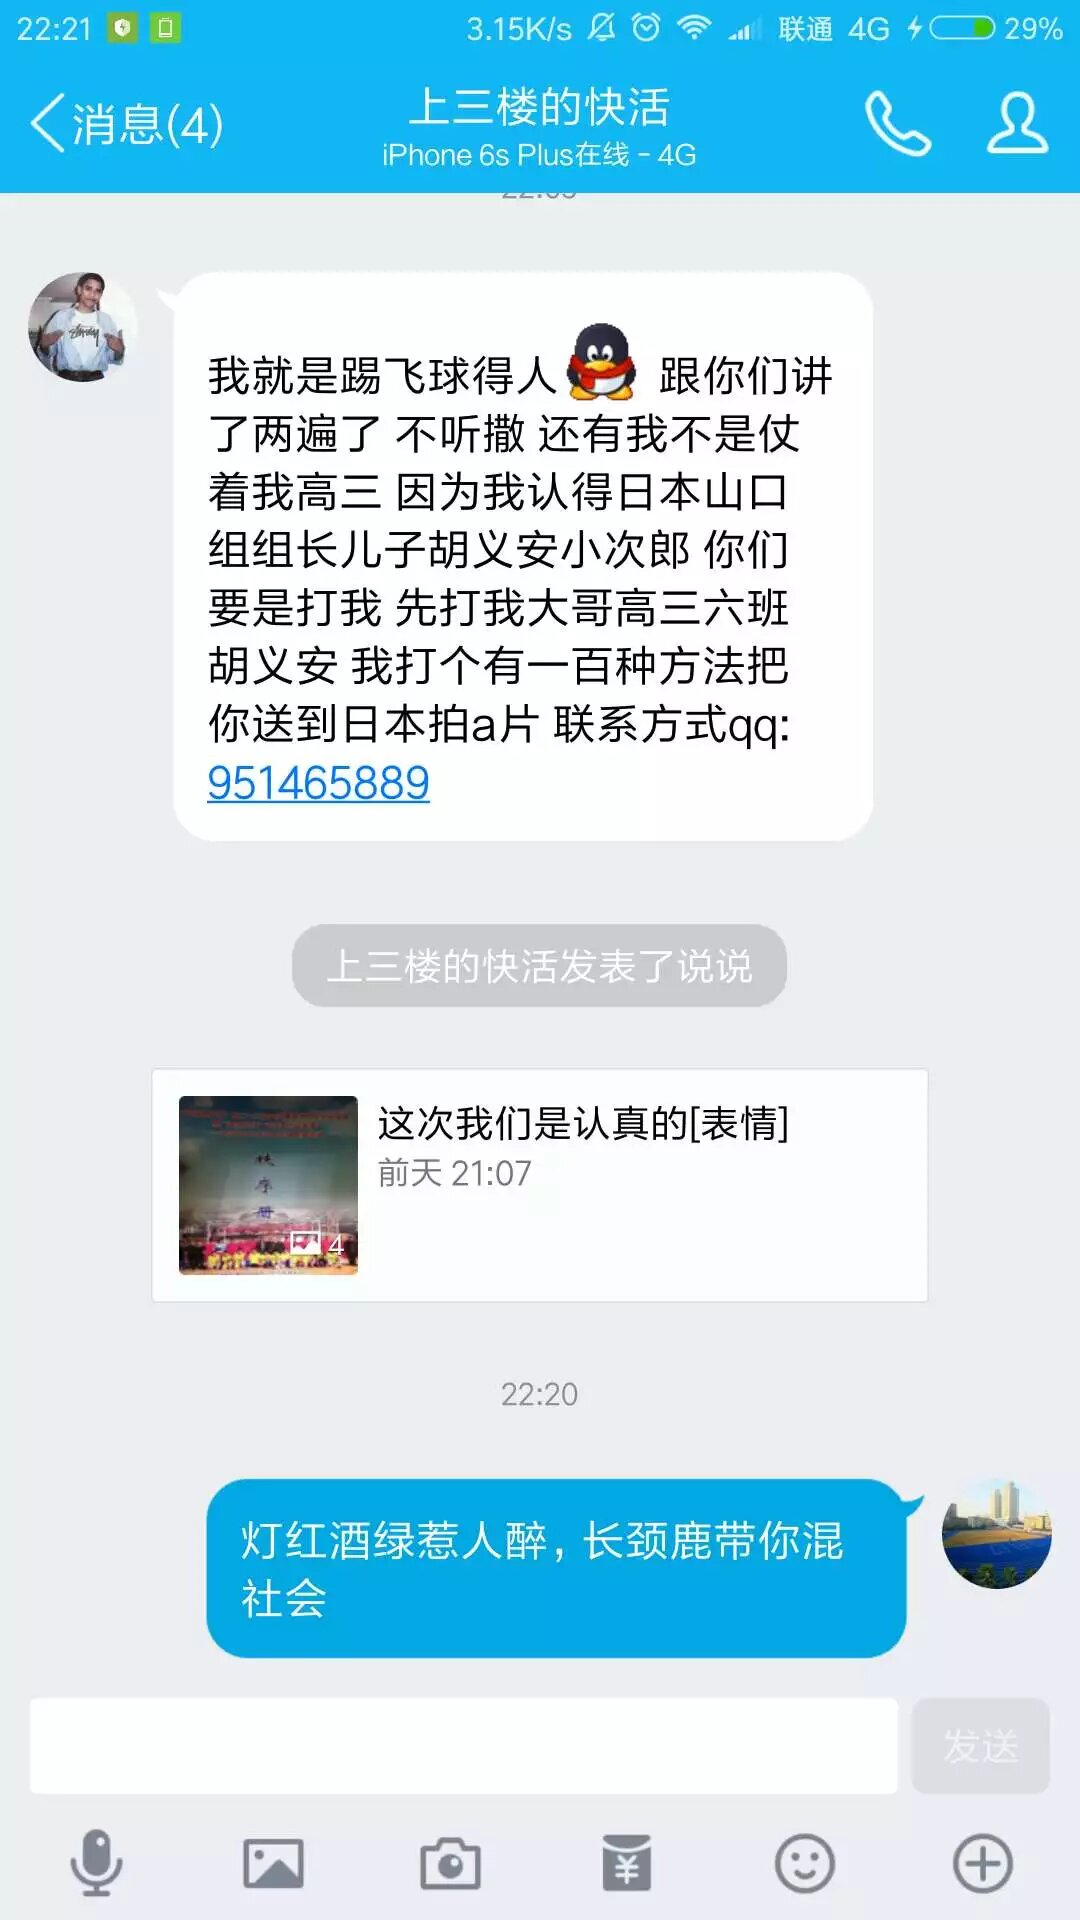 22:21
3.15K/s 联通 4G 29%
消息(4)
上三楼的快活
iPhone 6s Plus在线 - 4G
我就是踢飞球得人 跟你们讲
了两遍了 不听撒 还有我不是仗
着我高三 因为我认得日本山口
组组长儿子胡义安小次郎 你们
要是打我 先打我大哥高三六班
胡义安 我打个有一百种方法把
你送到日本拍a片 联系方式qq:
951465889
上三楼的快活发表了说说
这次我们是认真的[表情]
前天 21:07
秩
序
册
4
22:20
灯红酒绿惹人醉，长颈鹿带你混
社会
发送